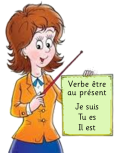 Verbe être
au présent
Je suis
Tu es
Il est